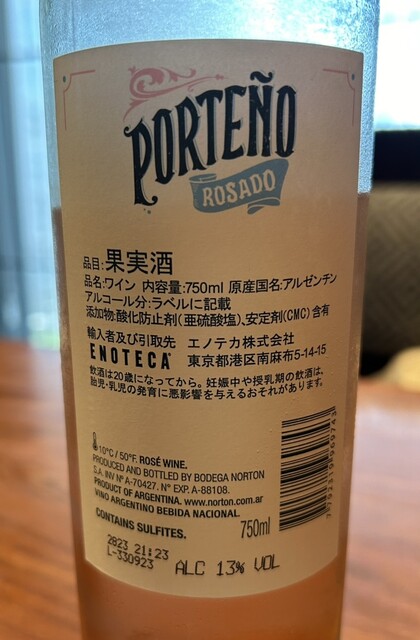 PORTEÑO
ROSADO
品目:果実酒
品名:ワイン 内容量:750ml 原産国名:アルゼンチン
アルコール分:ラベルに記載
添加物:酸化防止剤(亜硫酸塩)、安定剤(CMC)含有
輸入者及び引取先 エノテカ株式会社
ENOTECA 東京都港区南麻布5-14-15
飲酒は20歳になってから。妊娠中や授乳期の飲酒は、
胎児・乳児の発育に悪影響を与えるおそれがあります。
10°C / 50°F. ROSÉ WINE.
PRODUCED AND BOTTLED BY BODEGA NORTON
S.A. INV N° A-70427. N° EXP. A-88108.
PRODUCT OF ARGENTINA. www.norton.com.ar
VINO ARGENTINO BEBIDA NACIONAL.
CONTAINS SULFITES.
750ml
2823 21:23
L-330923
ALC 13% VOL